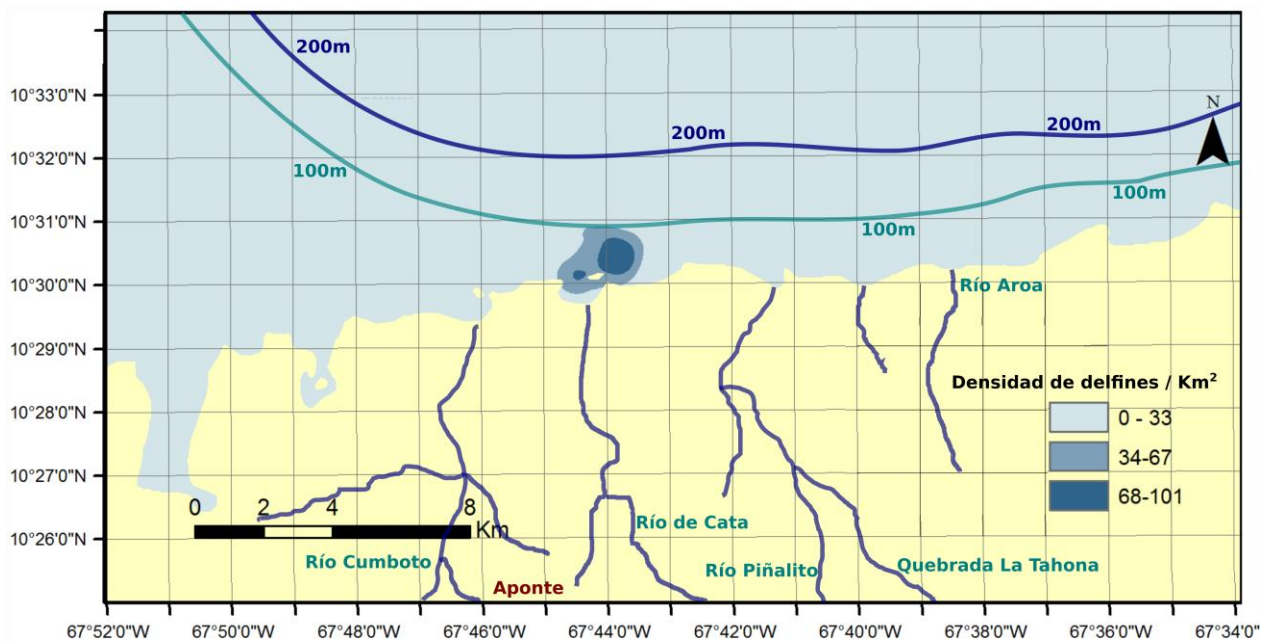 200m
10°33'0"N
200m
200m
N
10°32'0"N
100m
100m
10°31'0"N
100m
10°30'0"N
Río Aroa
10°29'0"N
Densidad de delfines / Km²
10°28'0"N
0 - 33
34-67
10°27'0"N
68-101
0 2 4 8
Km
Río de Cata
10°26'0"N
Río Cumboto
Río Piñalito
Quebrada La Tahona
Aponte
67°52'0"W 67°50'0"W 67°48'0"W 67°46'0"W 67°44'0"W 67°42'0"W 67°40'0"W 67°38'0"W 67°36'0"W 67°34'0"W